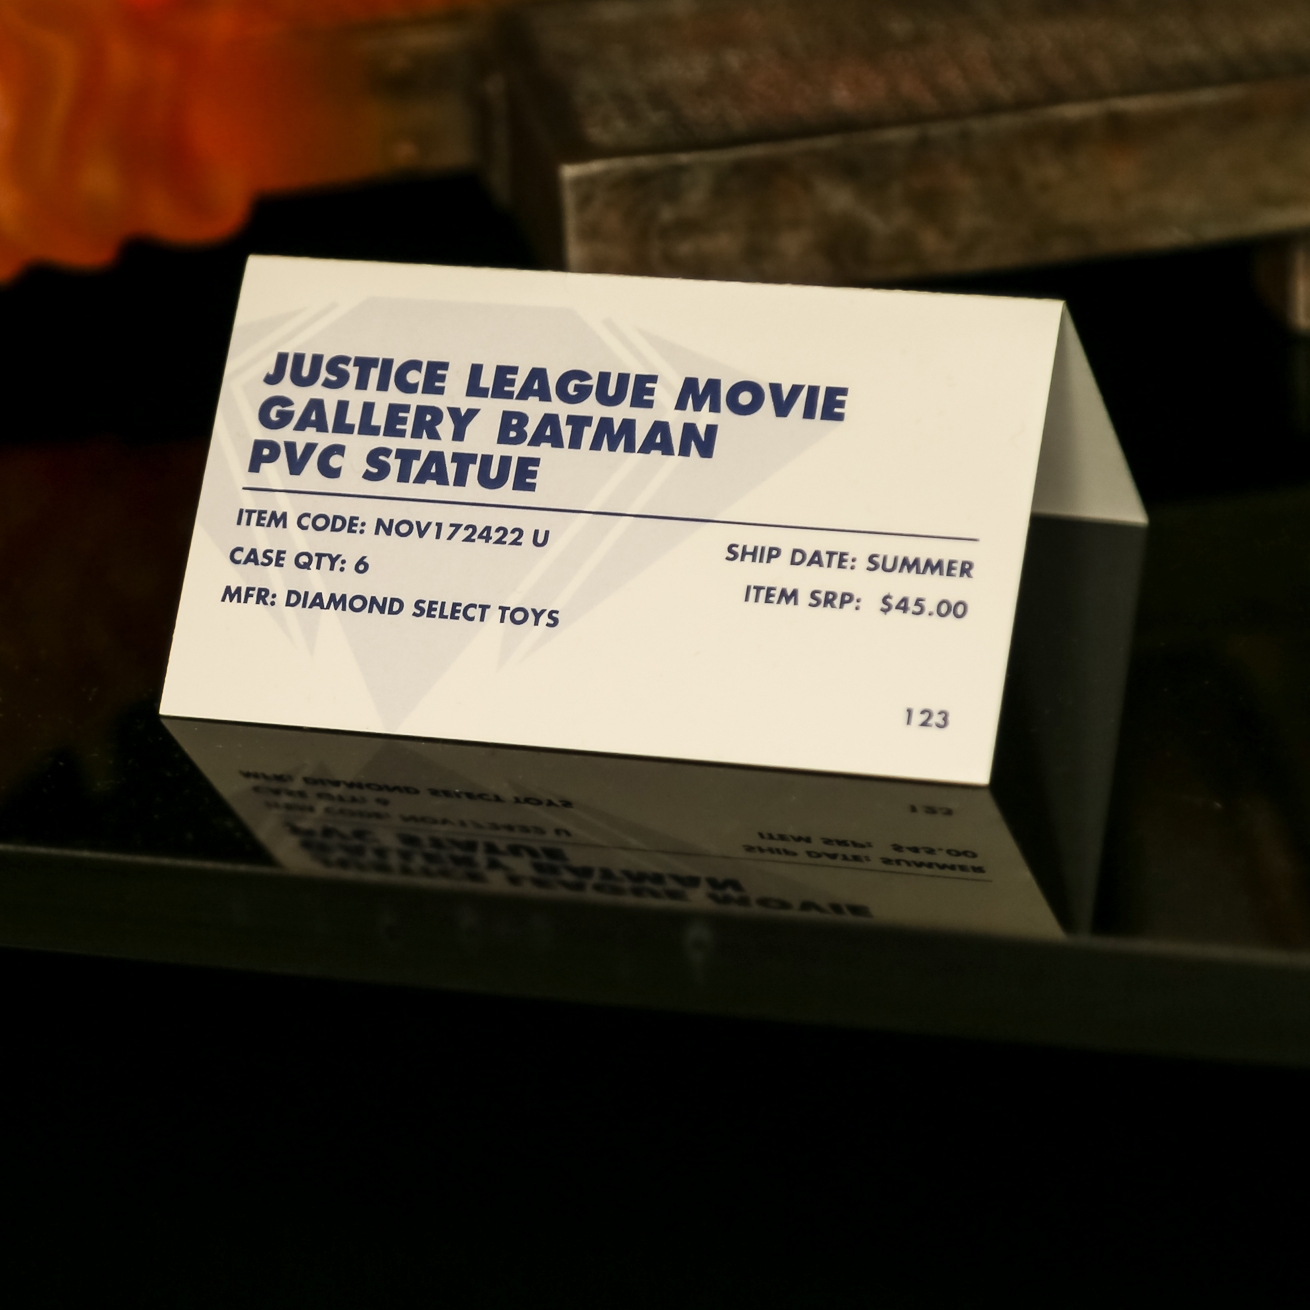 JUSTICE LEAGUE MOVIE
GALLERY BATMAN
PVC STATUE
ITEM CODE: NOV172422 U
CASE QTY: 6
MFR: DIAMOND SELECT TOYS
SHIP DATE: SUMMER
ITEM SRP: $45.00
123